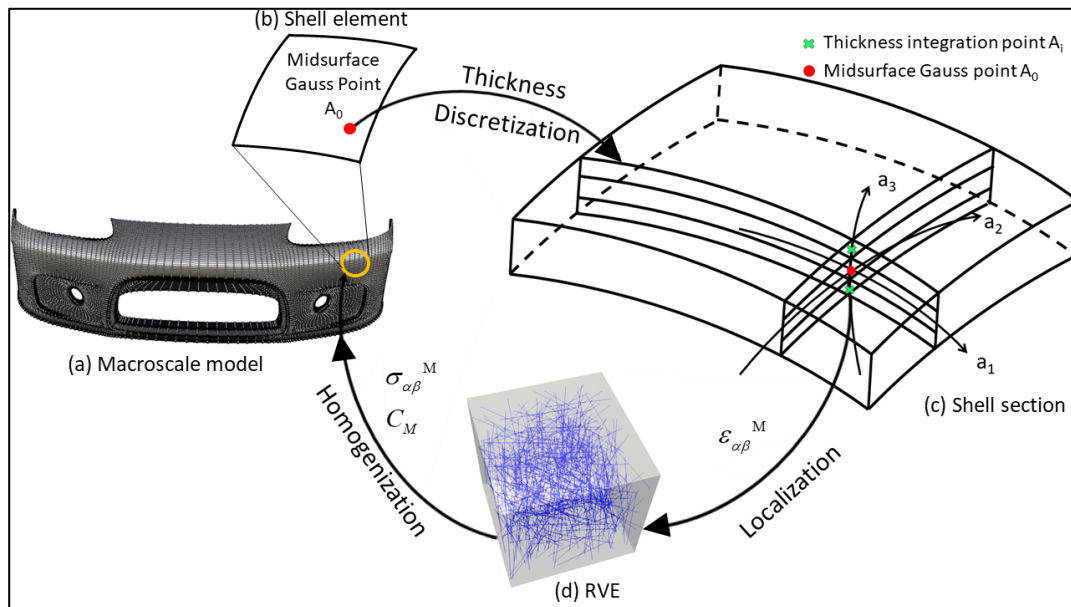 (b) Shell element
Midsurface
Gauss Point
A₀
Thickness
Discretization
Thickness integration point Aᵢ
Midsurface Gauss point A₀
a₃
a₂
a₁
(c) Shell section
(a) Macroscale model
σαβᴹ
C_M
Homogenization
εαβᴹ
Localization
(d) RVE